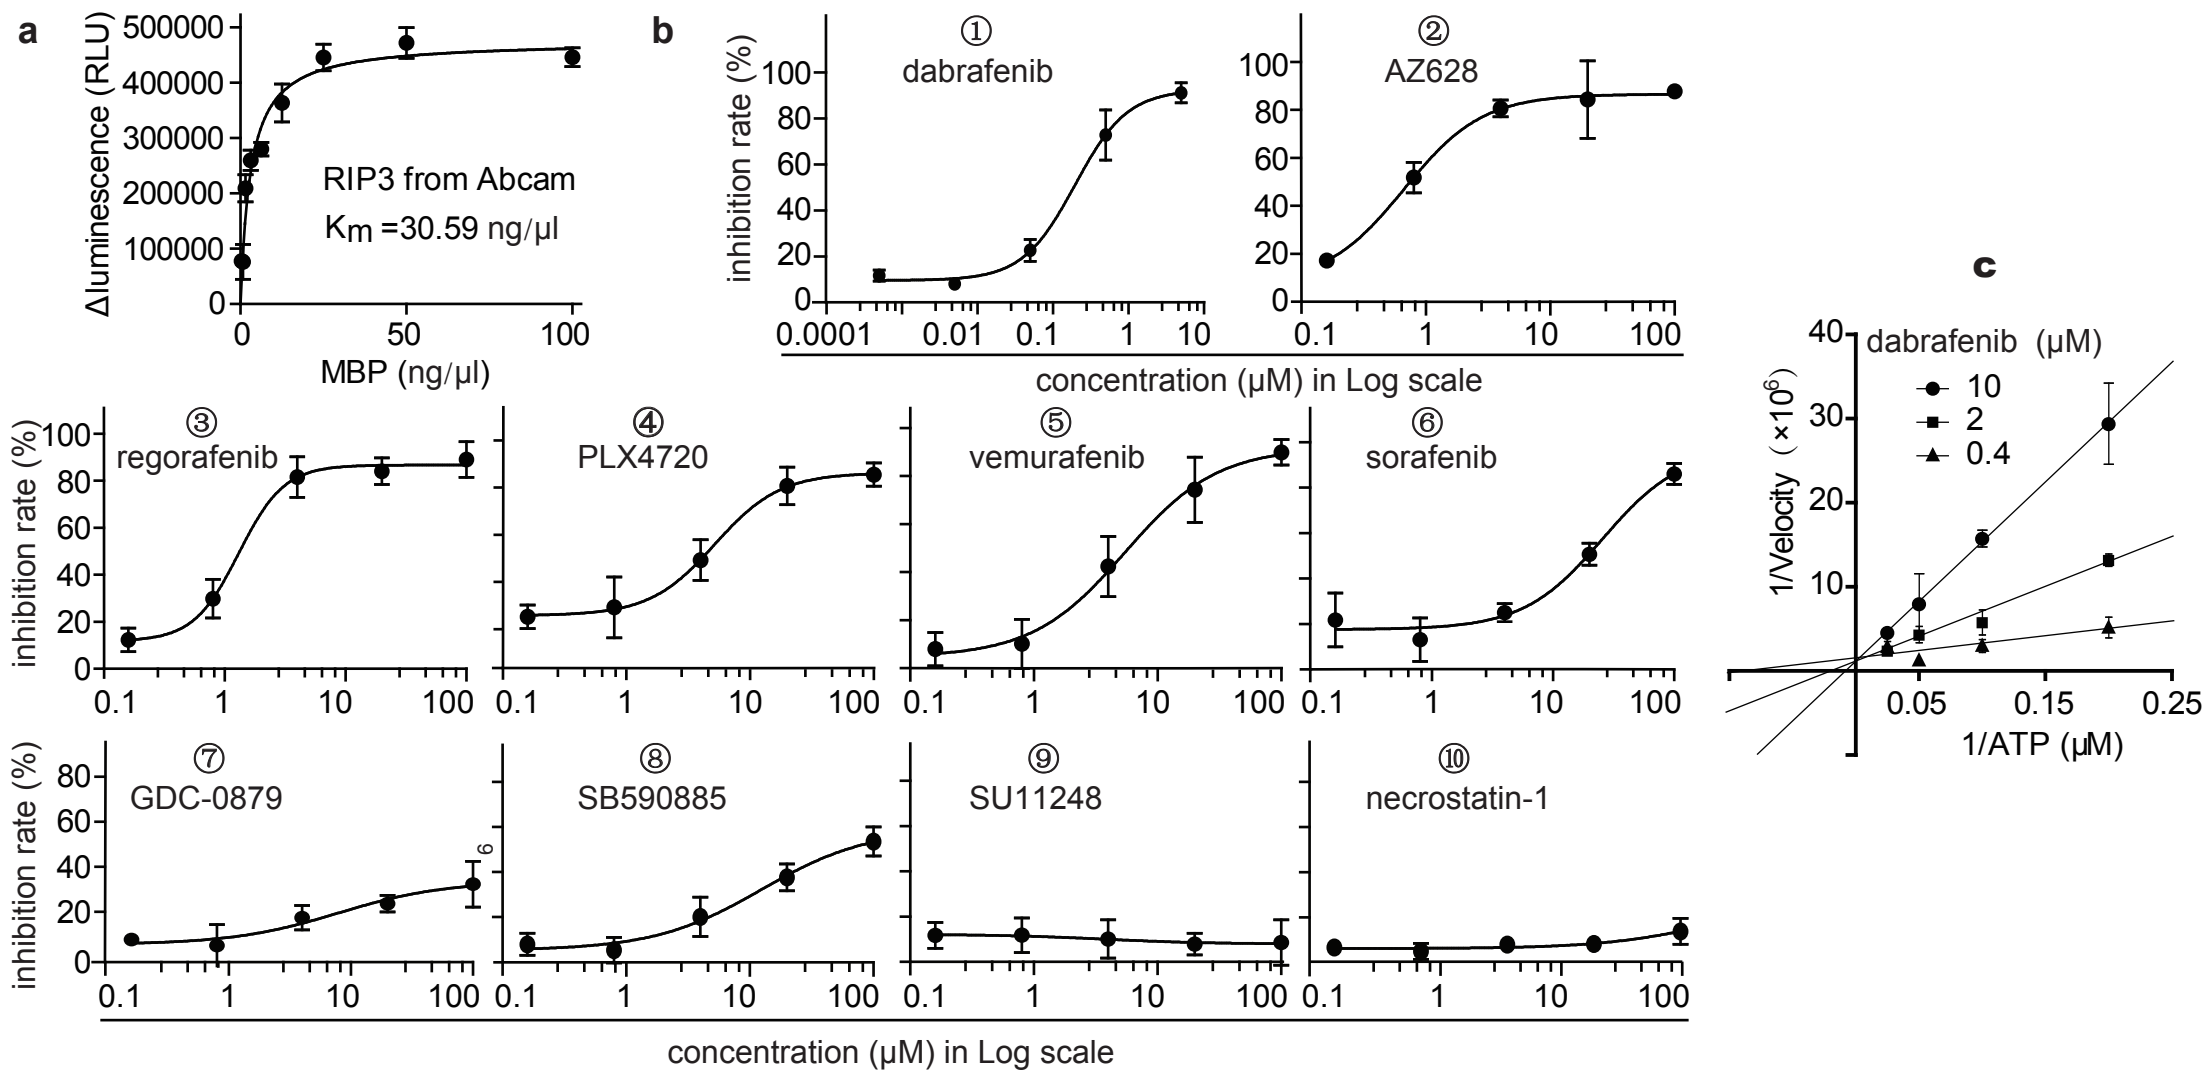 a
500000
400000
300000
200000
100000
0
Δluminescence (RLU)
RIP3 from Abcam
Km =30.59 ng/µl
0 50 100
MBP (ng/µl)
b
inhibition rate (%)
①
dabrafenib
100
80
60
40
20
0
0.0001 0.01 0.1 1 10
②
AZ628
100
80
60
40
20
0
0.1 1 10 100
concentration (µM) in Log scale
inhibition rate (%)
③
regorafenib
100
80
60
40
20
0
0.1 1 10 100
④
PLX4720
0.1 1 10 100
⑤
vemurafenib
0.1 1 10 100
⑥
sorafenib
0.1 1 10 100
inhibition rate (%)
⑦
GDC-0879
80
60
40
20
0
6
0.1 1 10 100
⑧
SB590885
0.1 1 10 100
⑨
SU11248
0.1 1 10 100
⑩
necrostatin-1
0.1 1 10 100
concentration (µM) in Log scale
c
dabrafenib (µM)
10
2
0.4
1/Velocity (×10⁶)
40
30
20
10
0.05 0.15 0.25
1/ATP (µM)